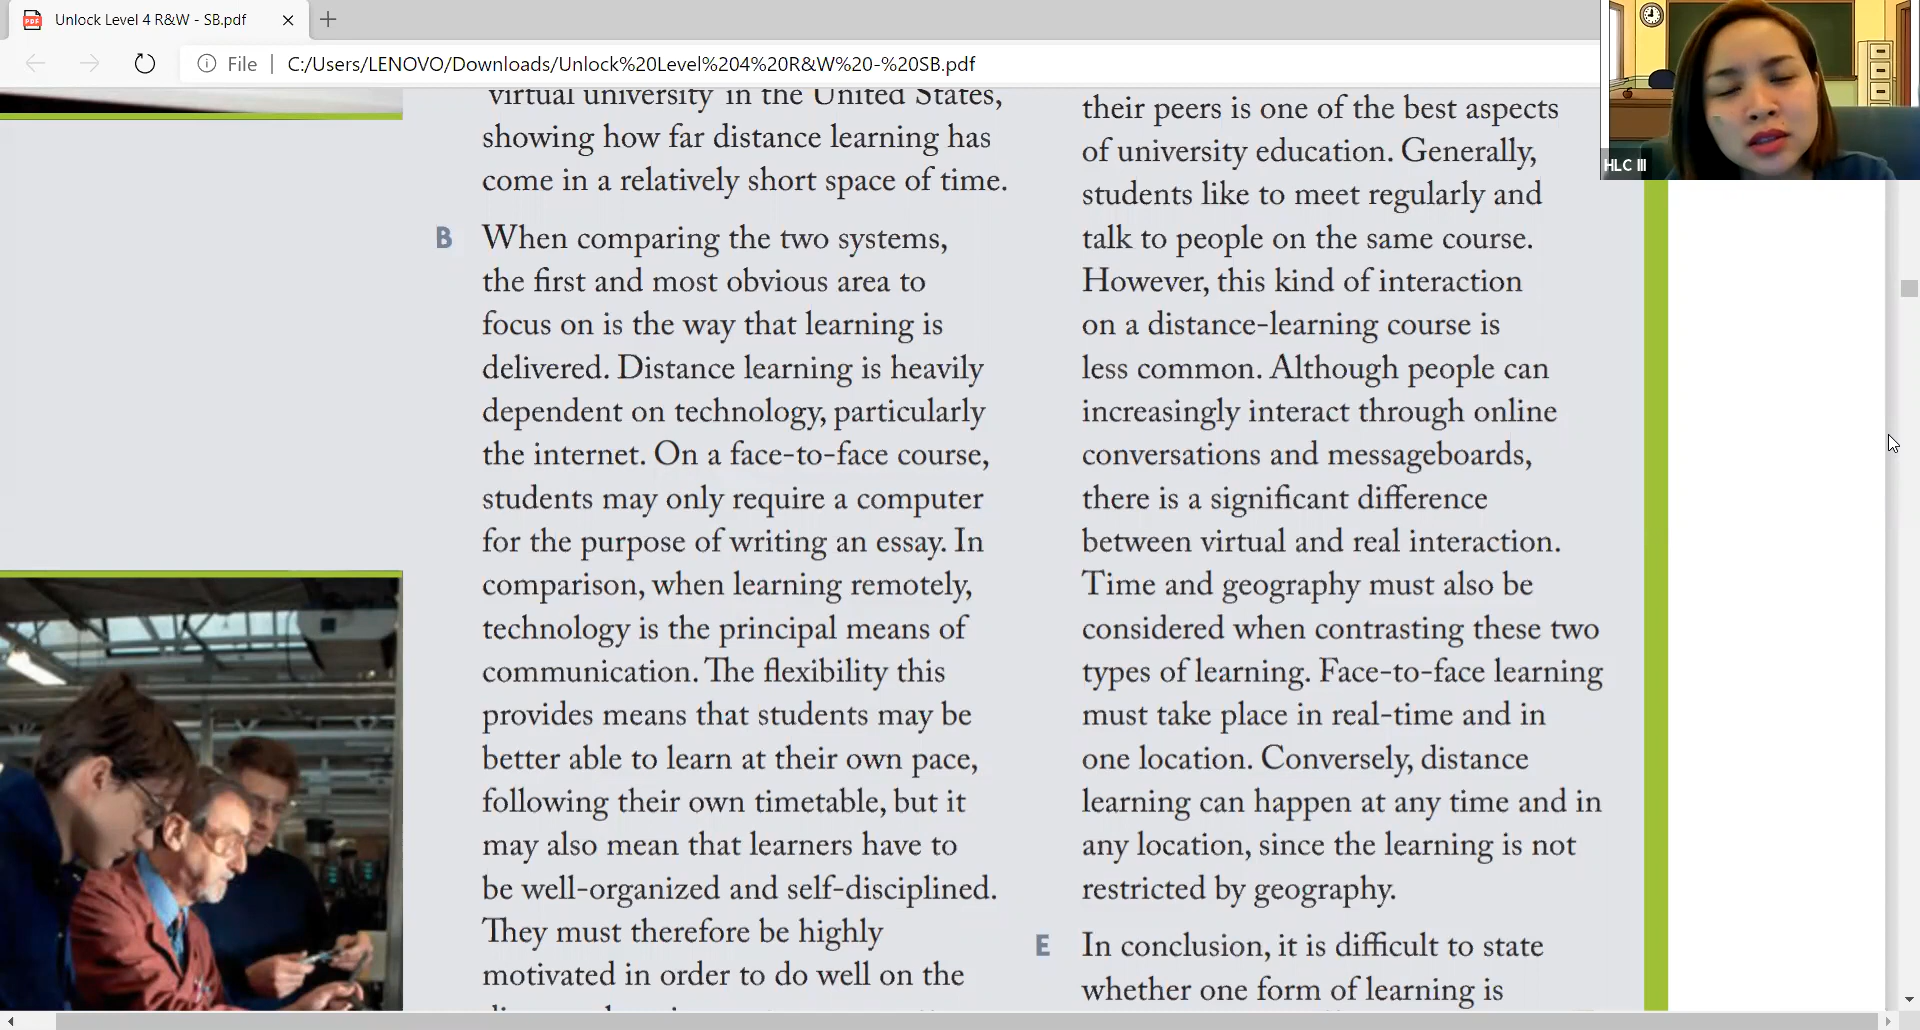 Unlock Level 4 R&W - SB.pdf
File
C:/Users/LENOVO/Downloads/Unlock%20Level%204%20R&W%20-%20SB.pdf
HLC III
virtual university in the United States,
showing how far distance learning has
come in a relatively short space of time.
B When comparing the two systems,
the first and most obvious area to
focus on is the way that learning is
delivered. Distance learning is heavily
dependent on technology, particularly
the internet. On a face-to-face course,
students may only require a computer
for the purpose of writing an essay. In
comparison, when learning remotely,
technology is the principal means of
communication. The flexibility this
provides means that students may be
better able to learn at their own pace,
following their own timetable, but it
may also mean that learners have to
be well-organized and self-disciplined.
They must therefore be highly
motivated in order to do well on the
their peers is one of the best aspects
of university education. Generally,
students like to meet regularly and
talk to people on the same course.
However, this kind of interaction
on a distance-learning course is
less common. Although people can
increasingly interact through online
conversations and messageboards,
there is a significant difference
between virtual and real interaction.
Time and geography must also be
considered when contrasting these two
types of learning. Face-to-face learning
must take place in real-time and in
one location. Conversely, distance
learning can happen at any time and in
any location, since the learning is not
restricted by geography.
E In conclusion, it is difficult to state
whether one form of learning is